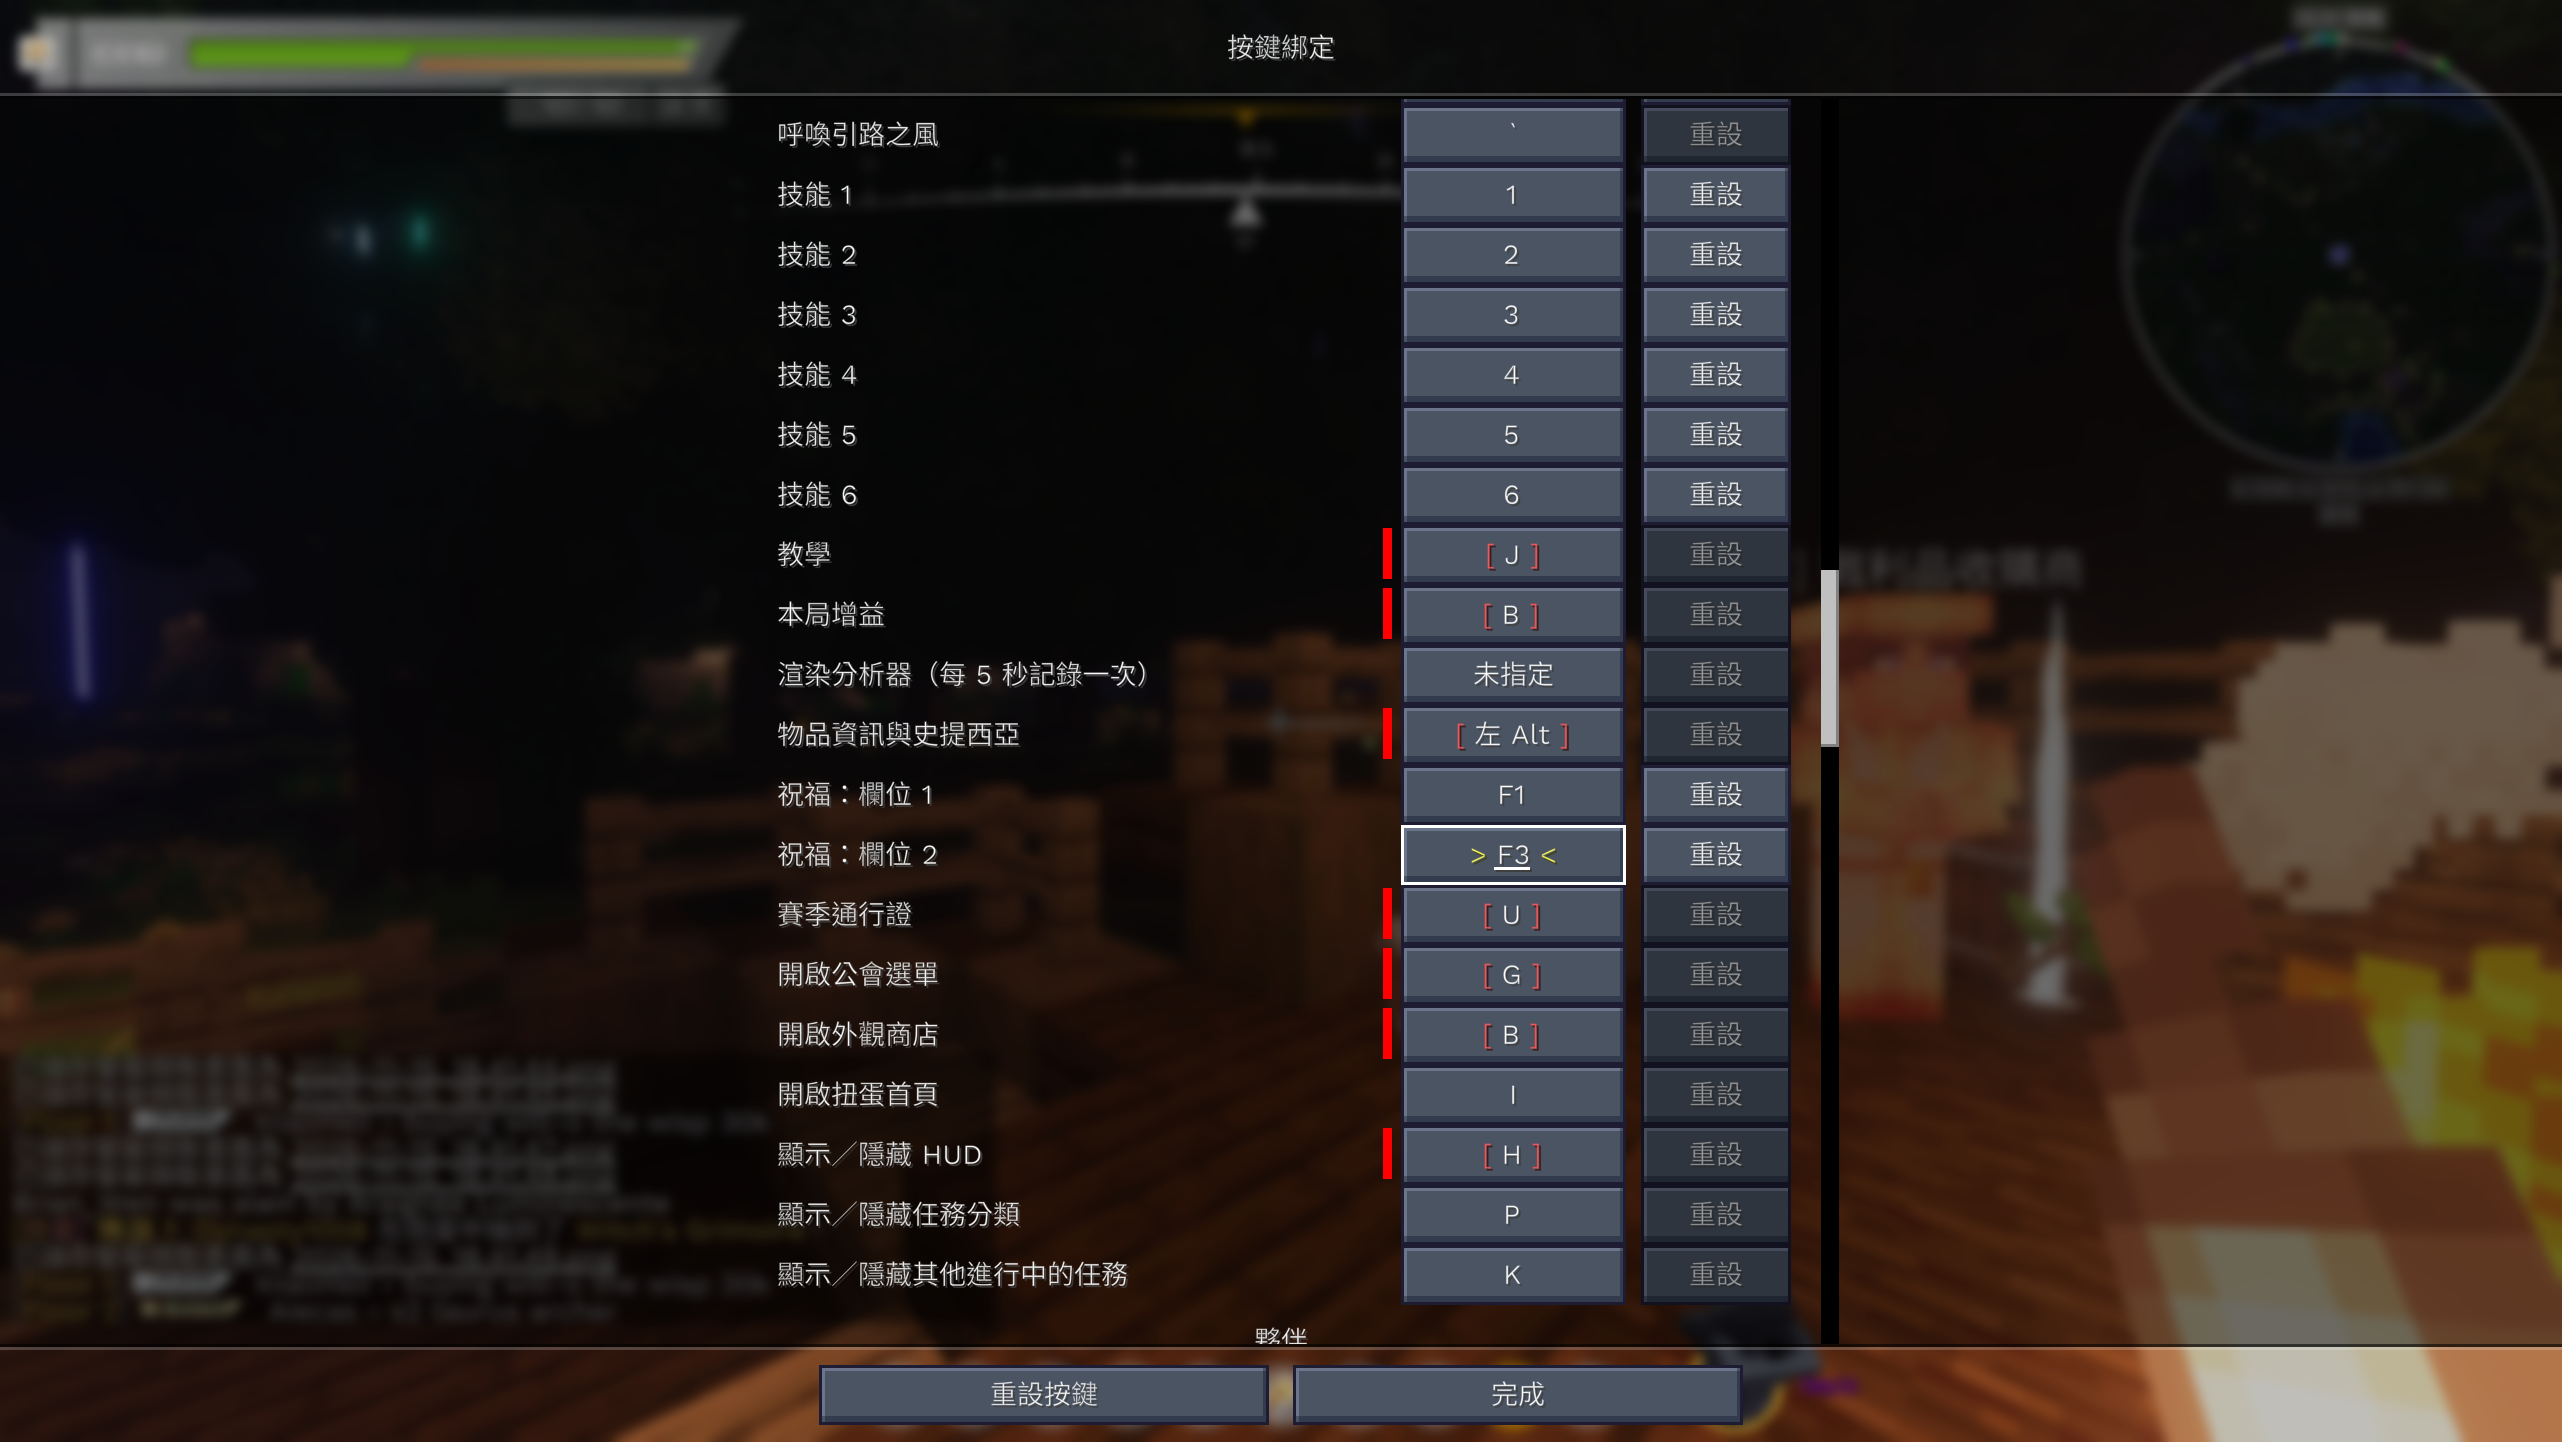 按鍵綁定
呼喚引路之風 ` 重設
技能 1 1 重設
技能 2 2 重設
技能 3 3 重設
技能 4 4 重設
技能 5 5 重設
技能 6 6 重設
教學 [ J ] 重設
本局增益 [ B ] 重設
渲染分析器（每 5 秒記錄一次） 未指定 重設
物品資訊與史提西亞 [ 左 Alt ] 重設
祝福：欄位 1 F1 重設
祝福：欄位 2 > F3 < 重設
賽季通行證 [ U ] 重設
開啟公會選單 [ G ] 重設
開啟外觀商店 [ B ] 重設
開啟扭蛋首頁 I 重設
顯示／隱藏 HUD [ H ] 重設
顯示／隱藏任務分類 P 重設
顯示／隱藏其他進行中的任務 K 重設
夥伴
重設按鍵 完成